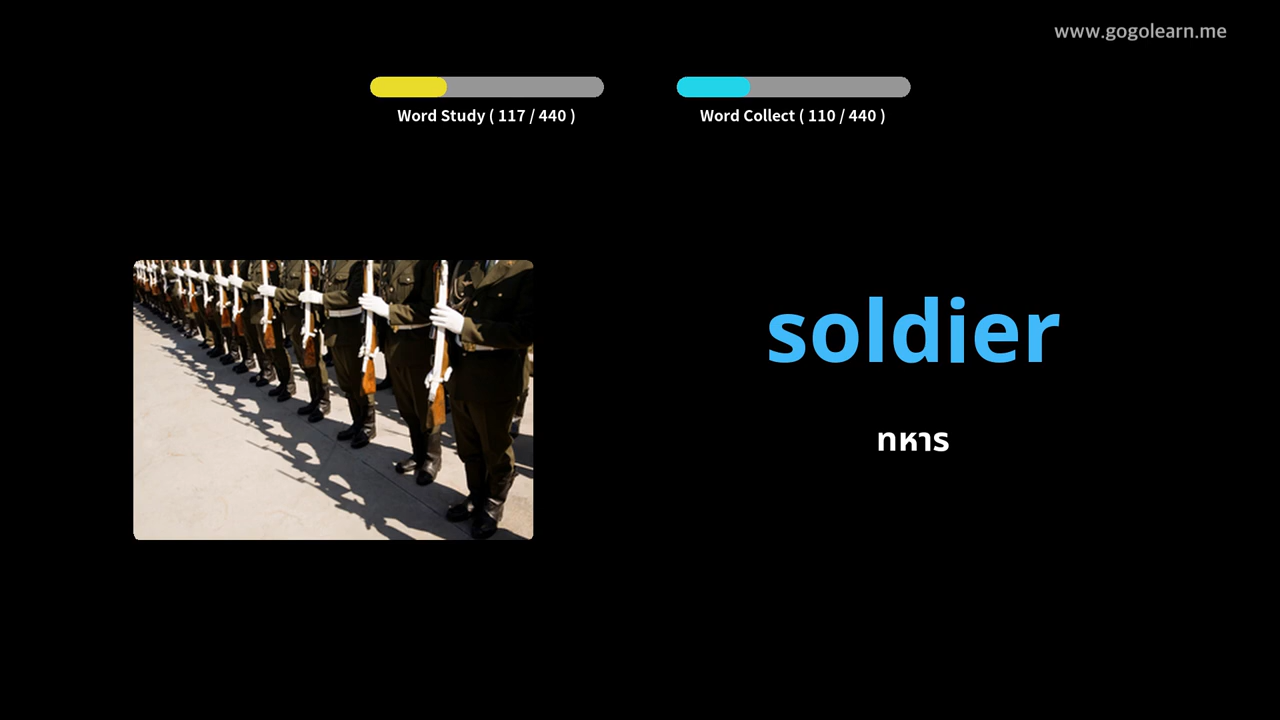 www.gogolearn.me
Word Study ( 117 / 440 )
Word Collect ( 110 / 440 )
soldier
ทหาร